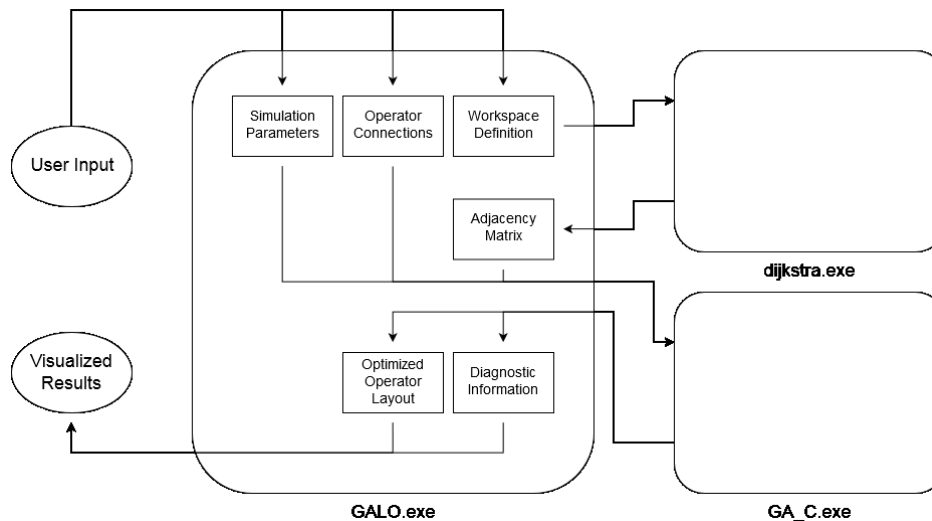 Simulation
Parameters
Operator
Connections
Workspace
Definition
User Input
Adjacency
Matrix
dijkstra.exe
Visualized
Results
Optimized
Operator
Layout
Diagnostic
Information
GALO.exe
GA_C.exe